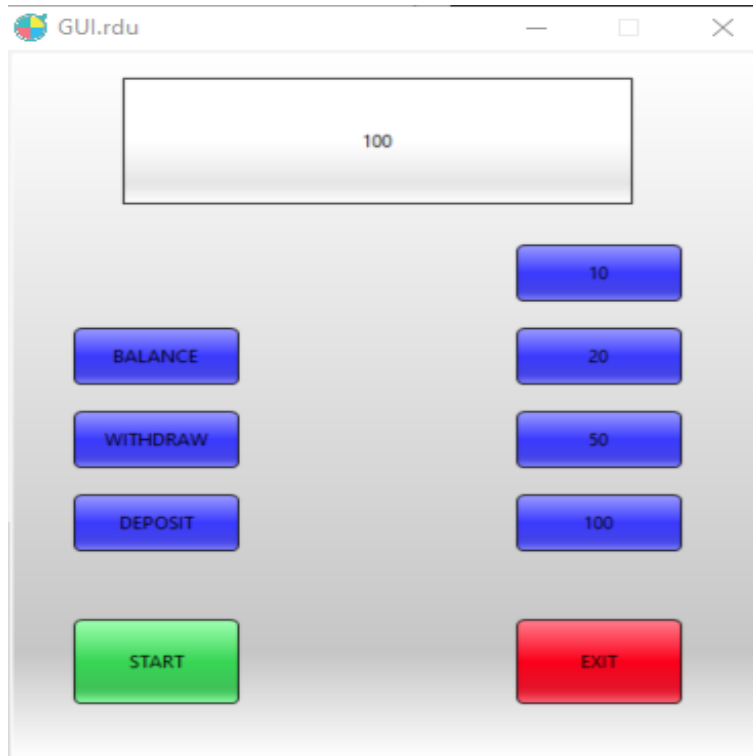 GUI.rdu
100
10
BALANCE
20
WITHDRAW
50
DEPOSIT
100
START
EXIT